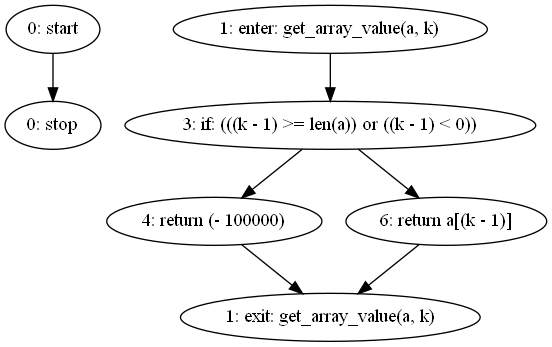 0: start
1: enter: get_array_value(a, k)
0: stop
3: if: (((k - 1) >= len(a)) or ((k - 1) < 0))
4: return (- 100000)
6: return a[(k - 1)]
1: exit: get_array_value(a, k)